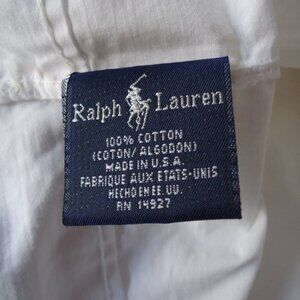 Ralph Lauren
100% COTTON
(COTON/ALGODON)
MADE IN U.S.A.
FABRIQUE AUX ETATS-UNIS
HECHO EN EE. UU.
RN 14927